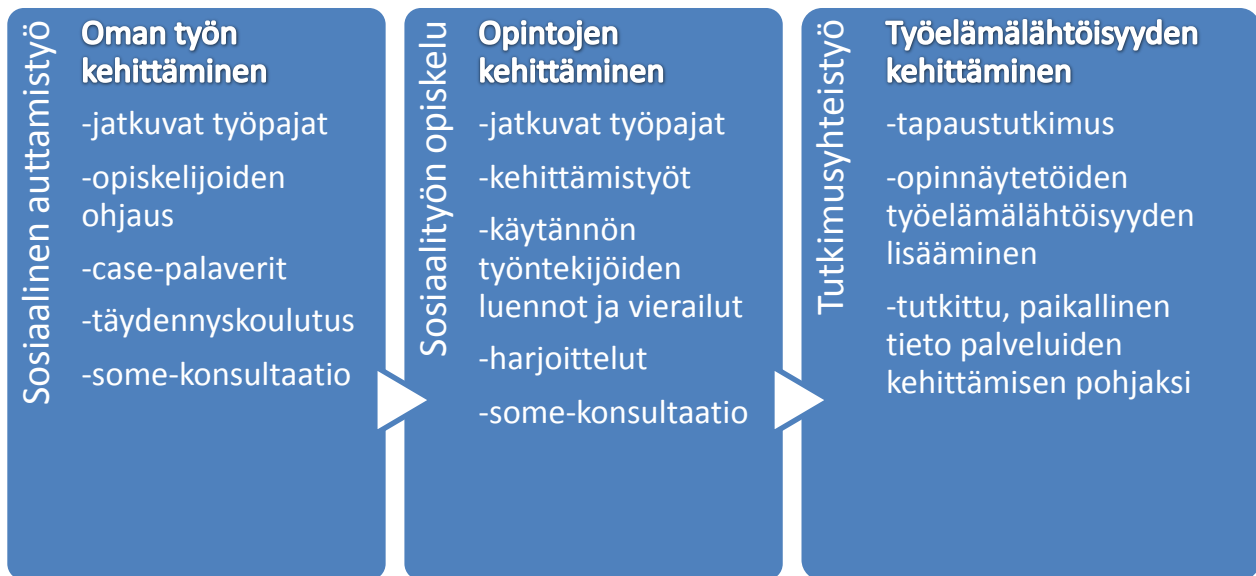 Sosiaalinen auttamistyö
Oman työn
kehittäminen
-jatkuvat työpajat
-opiskelijoiden
ohjaus
-case-palaverit
-täydennyskoulutus
-some-konsultaatio
Sosiaalityön opiskelu
Opintojen
kehittäminen
-jatkuvat työpajat
-kehittämistyöt
-käytännön
työntekijöiden
luennot ja vierailut
-harjoittelut
-some-konsultaatio
Tutkimusyhteistyö
Työelämälähtöisyyden
kehittäminen
-tapaustutkimus
-opinnäytetöiden
työelämälähtöisyyden
lisääminen
-tutkittu, paikallinen
tieto palveluiden
kehittämisen pohjaksi